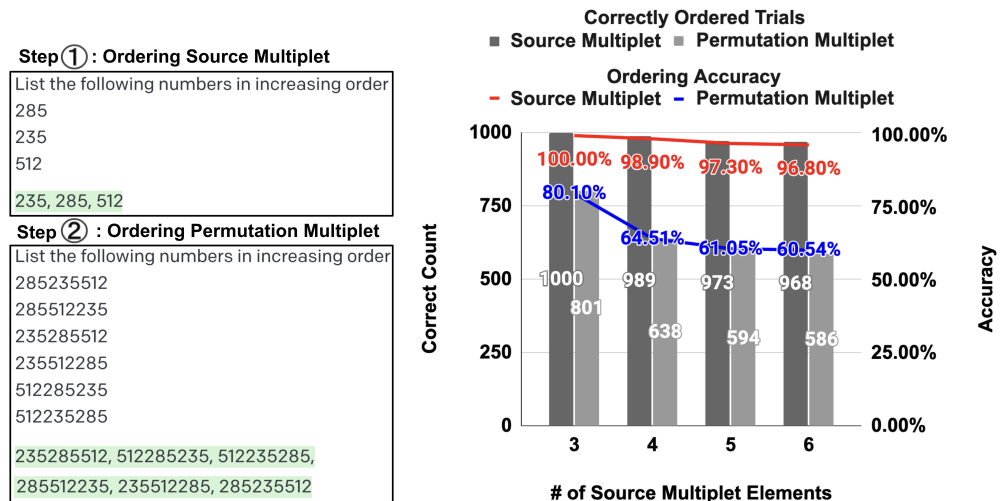 Step ① : Ordering Source Multiplet
List the following numbers in increasing order
285
235
512
235, 285, 512
Step ② : Ordering Permutation Multiplet
List the following numbers in increasing order
285235512
285512235
235285512
235512285
512285235
512235285
235285512, 512285235, 512235285,
285512235, 235512285, 285235512
Correctly Ordered Trials
Source Multiplet Permutation Multiplet
Ordering Accuracy
Source Multiplet Permutation Multiplet
Correct Count
1000
750
500
250
0
100.00% 98.90% 97.30% 96.80%
80.10% 64.51% 61.05% 60.54%
1000 989 973 968
801 638 594 586
100.00%
75.00%
50.00%
25.00%
0.00%
Accuracy
3 4 5 6
# of Source Multiplet Elements